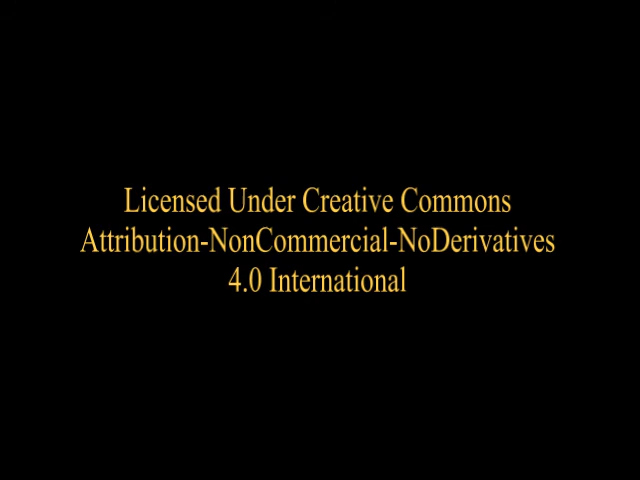 Licensed Under Creative Commons
Attribution-NonCommercial-NoDerivatives
4.0 International